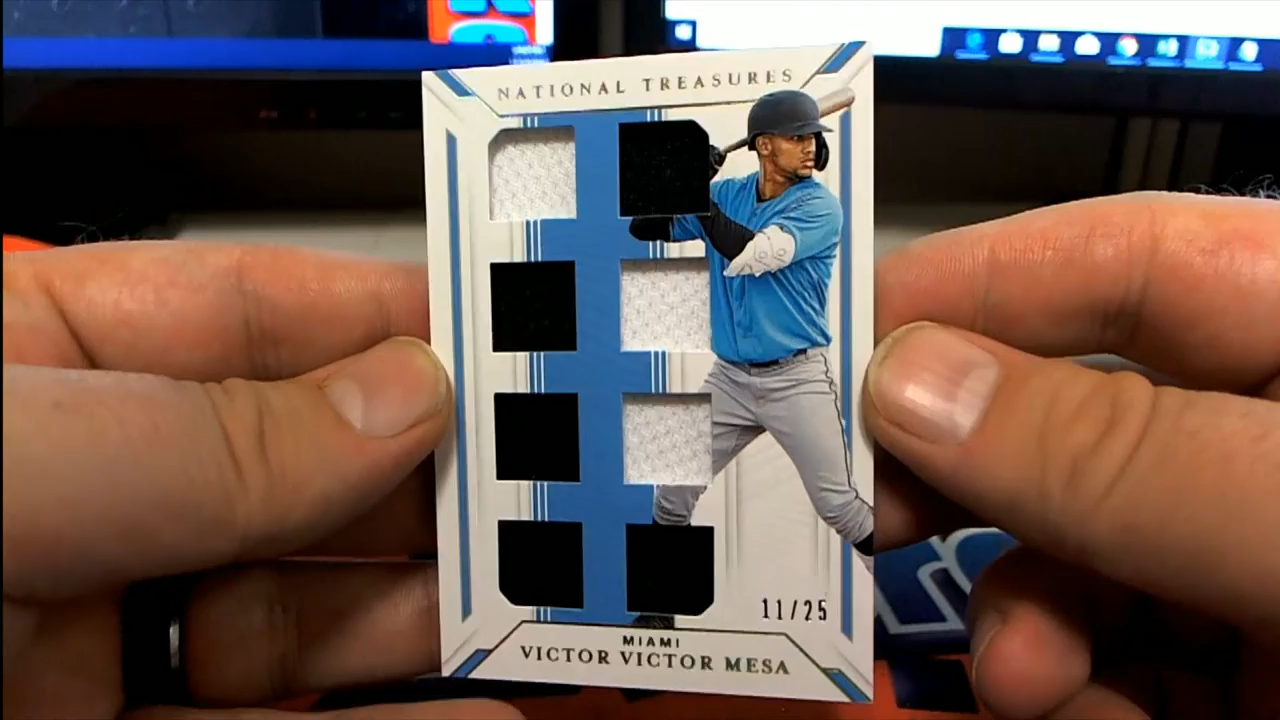 NATIONAL TREASURES
11/25
MIAMI
VICTOR VICTOR MESA